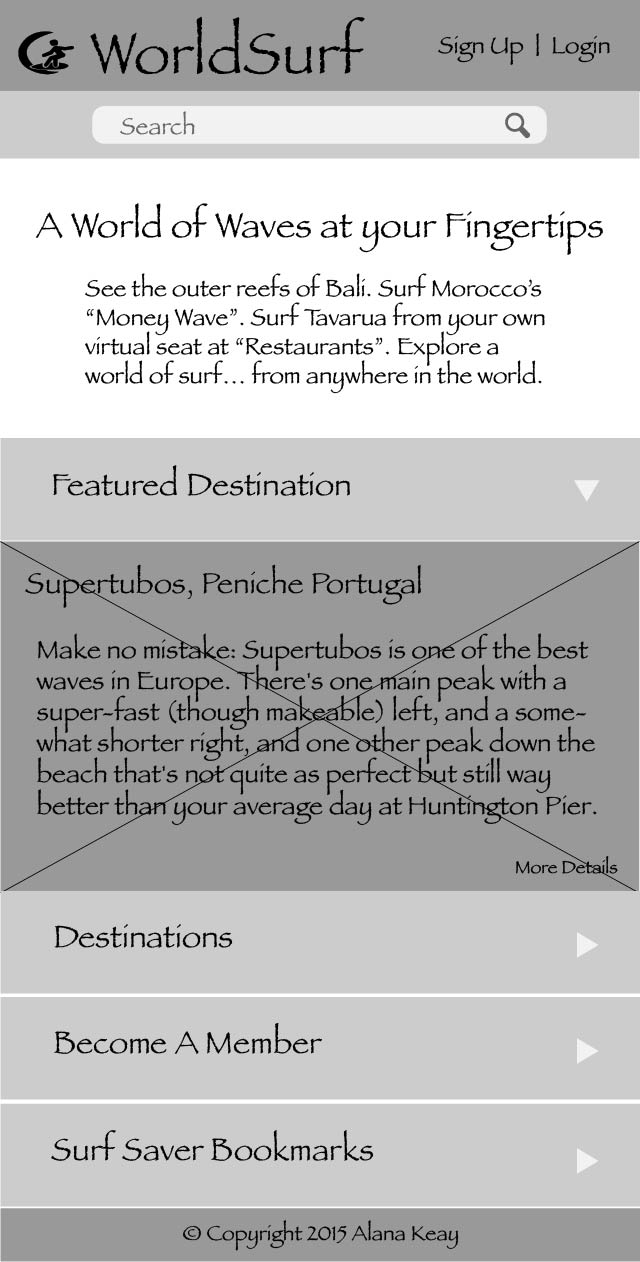 WorldSurf
Sign Up | Login
Search
A World of Waves at your Fingertips
See the outer reefs of Bali. Surf Morocco’s
“Money Wave”. Surf Tavarua from your own
virtual seat at “Restaurants”. Explore a
world of surf... from anywhere in the world.
Featured Destination
Supertubos, Peniche Portugal
Make no mistake: Supertubos is one of the best
waves in Europe. There's one main peak with a
super-fast (though makeable) left, and a some-
what shorter right, and one other peak down the
beach that's not quite as perfect but still way
better than your average day at Huntington Pier.
More Details
Destinations
Become A Member
Surf Saver Bookmarks
© Copyright 2015 Alana Keay